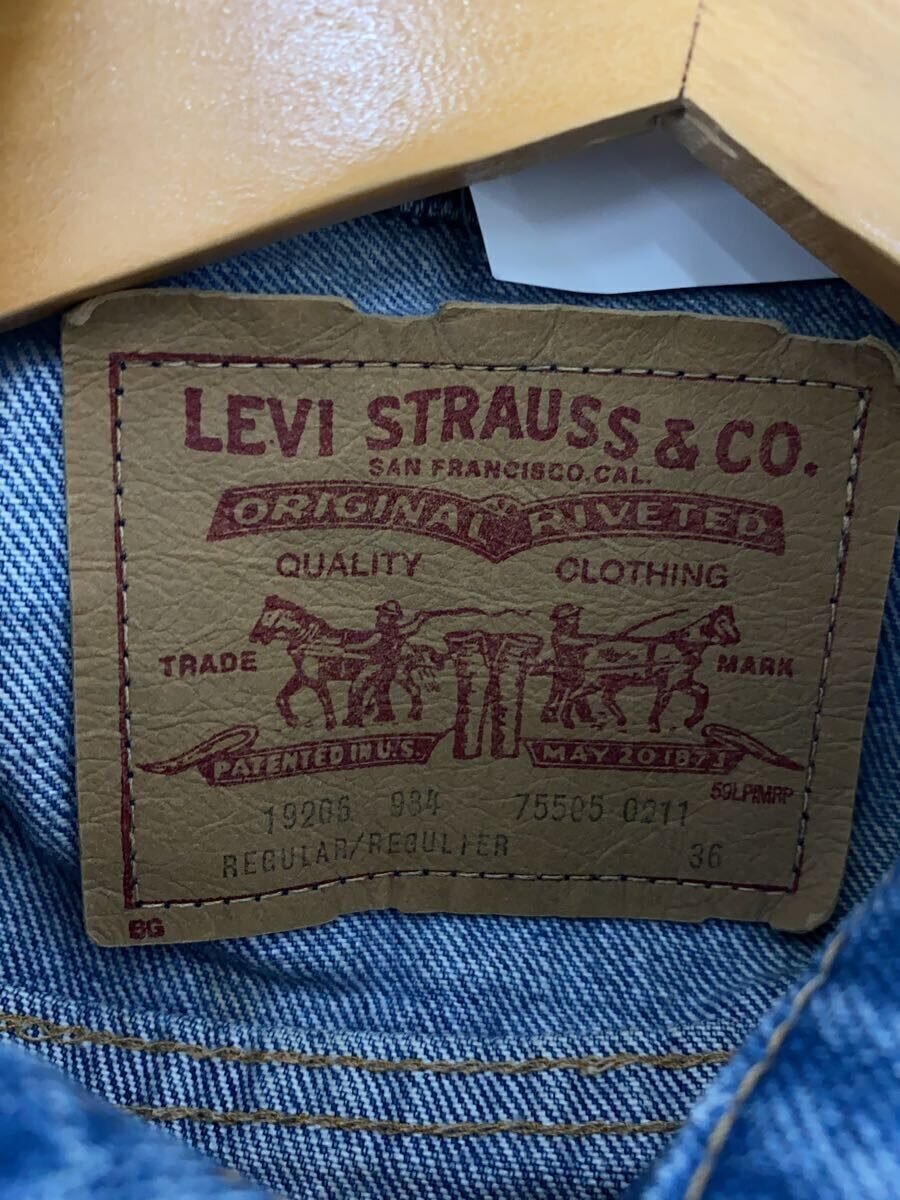 LEVI STRAUSS & CO.
SAN FRANCISCO, CAL.
ORIGINAL RIVETED
QUALITY CLOTHING
TRADE MARK
PATENTED IN U.S. MAY 20 1873
59LPIMRP
19206 984 75505 0211
REGULAR/REGULIER 36
BG